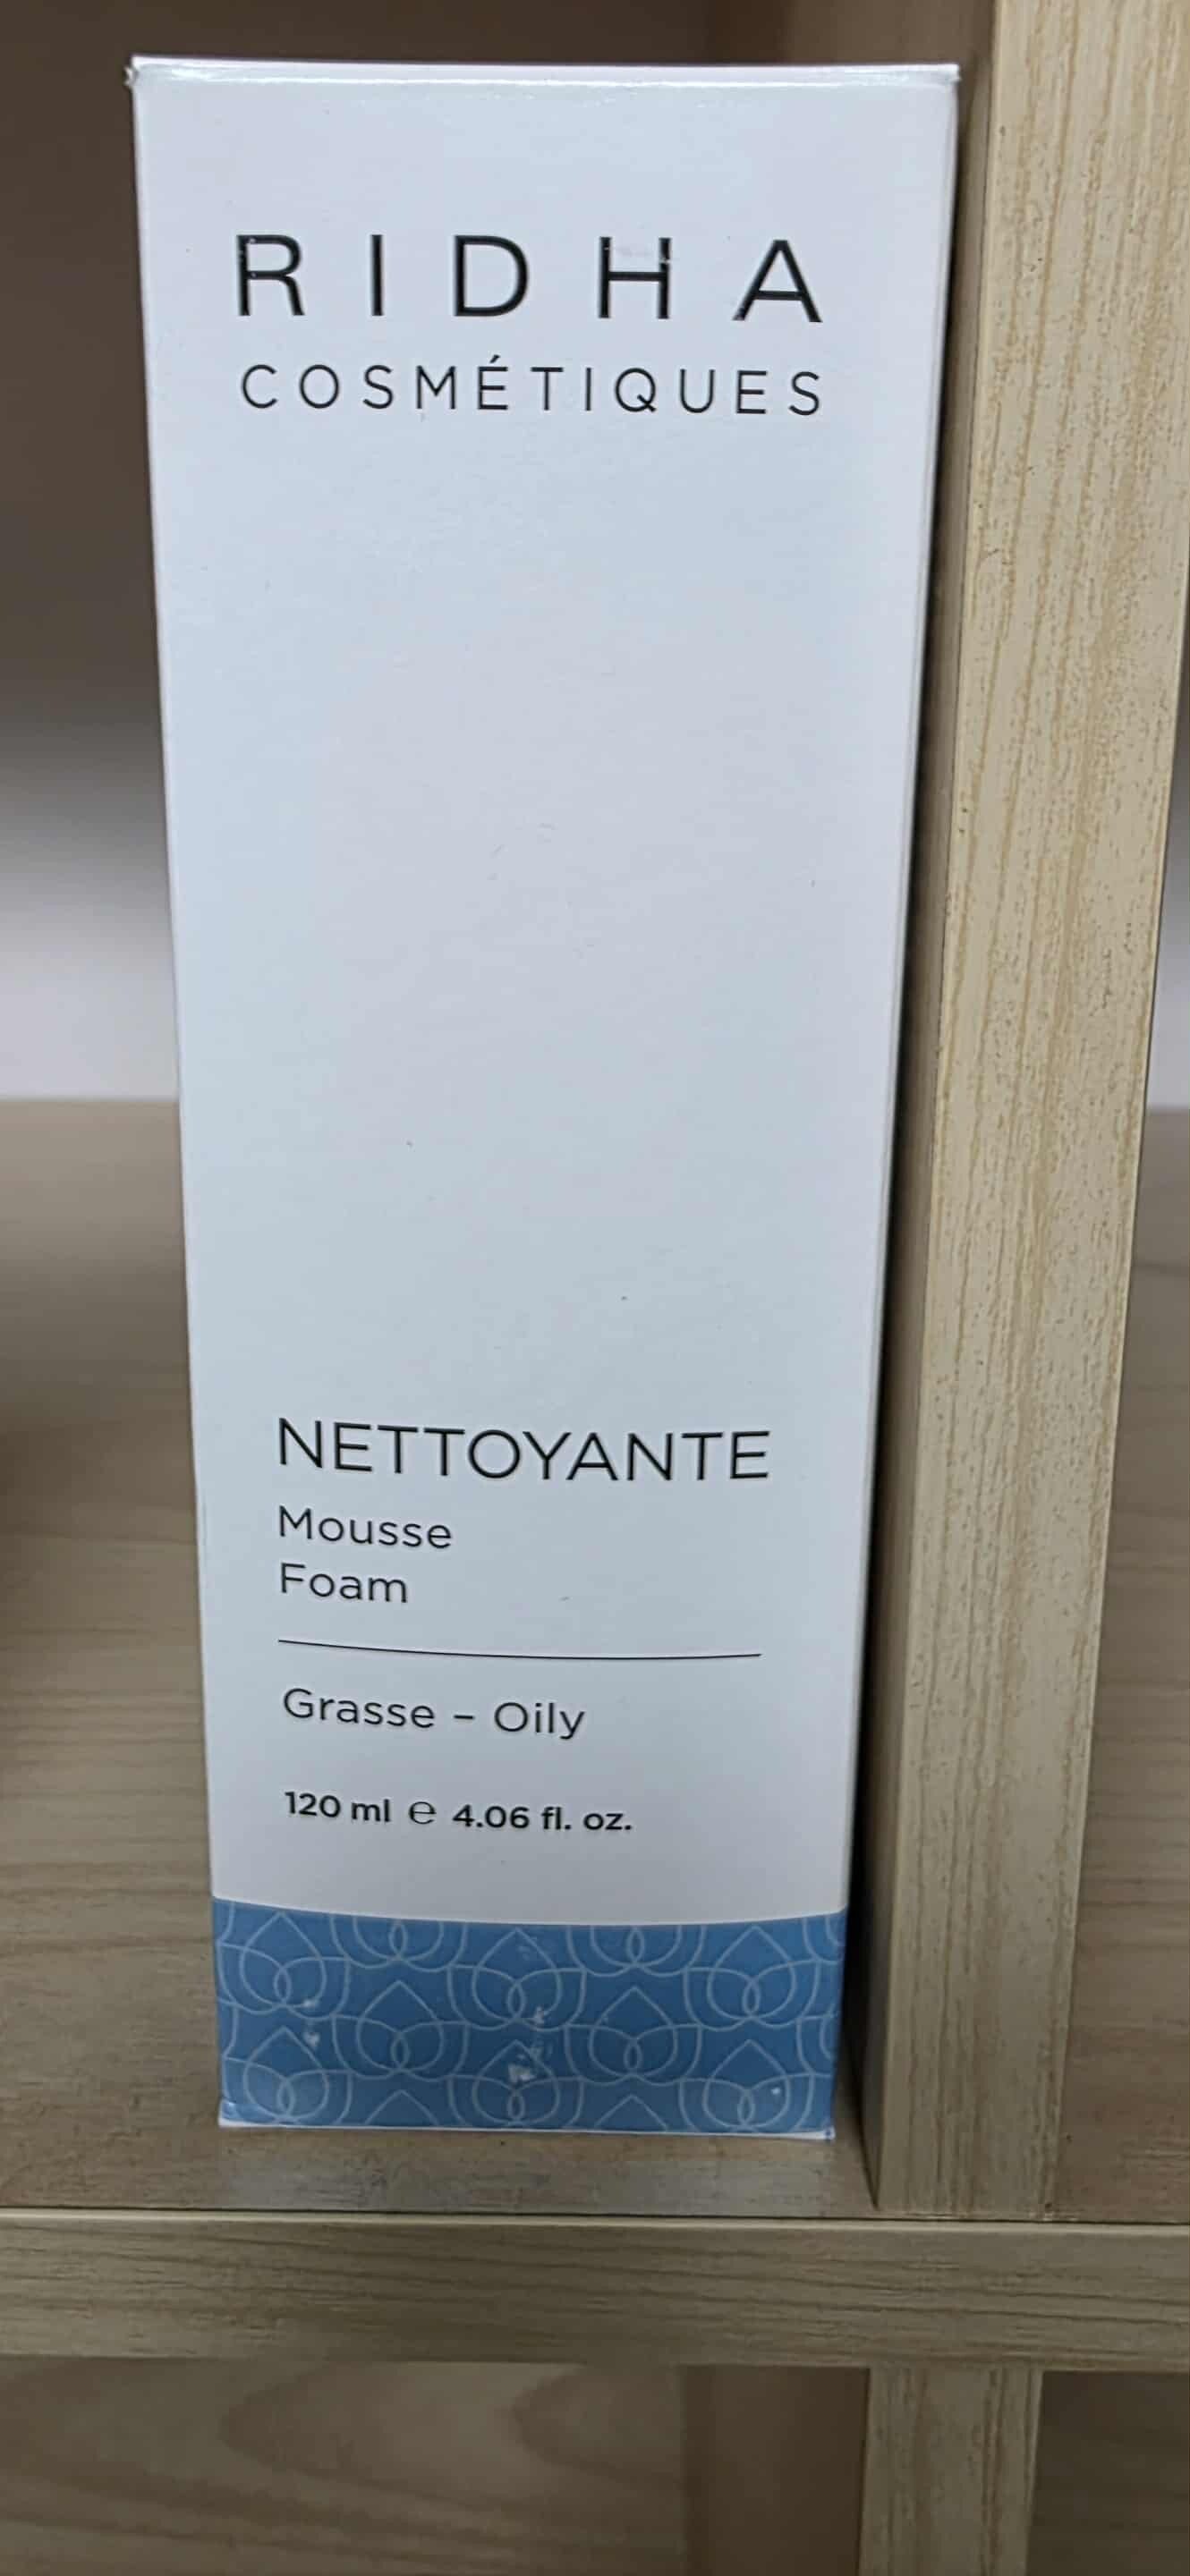 RIDHA
COSMÉTIQUES
NETTOYANTE
Mousse
Foam
Grasse – Oily
120 ml ℮ 4.06 fl. oz.